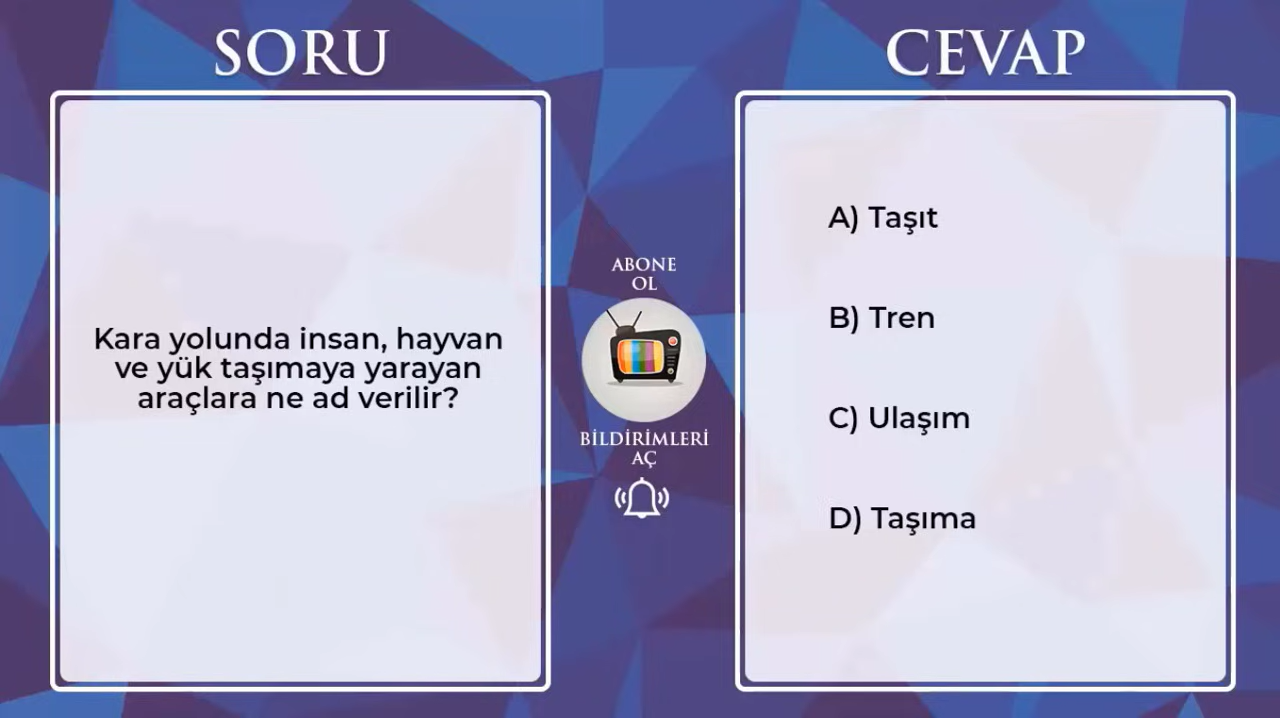 SORU
Kara yolunda insan, hayvan
ve yük taşımaya yarayan
araçlara ne ad verilir?
ABONE
OL
BİLDİRİMLERİ
AÇ
CEVAP
A) Taşıt
B) Tren
C) Ulaşım
D) Taşıma